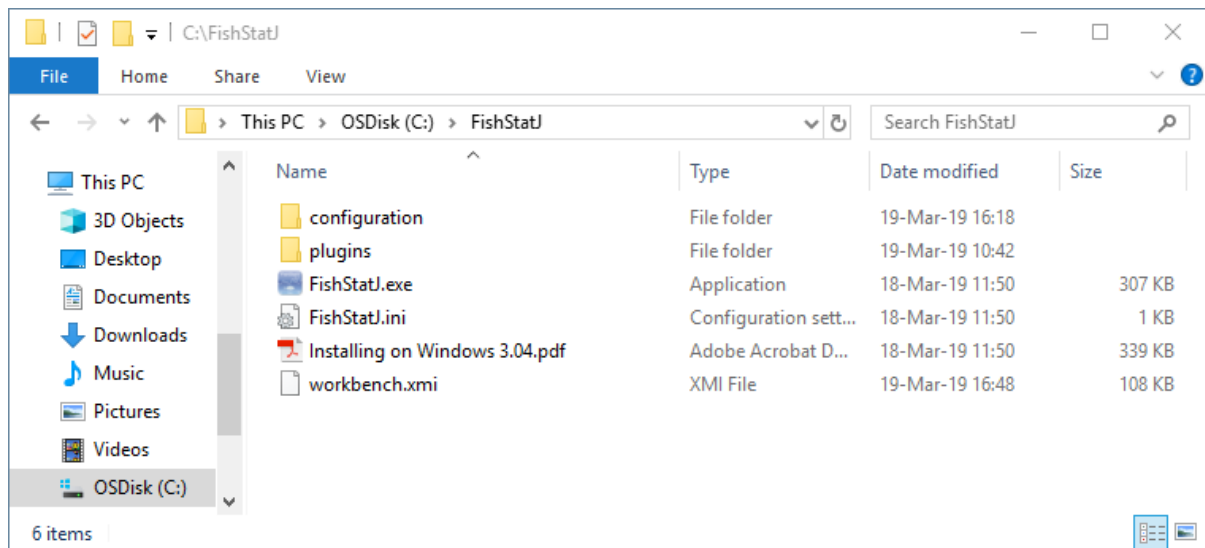 C:\FishStatJ
File Home Share View
This PC > OSDisk (C:) > FishStatJ Search FishStatJ
Name Type Date modified Size
This PC
3D Objects
Desktop
Documents
Downloads
Music
Pictures
Videos
OSDisk (C:)
configuration File folder 19-Mar-19 16:18
plugins File folder 19-Mar-19 10:42
FishStatJ.exe Application 18-Mar-19 11:50 307 KB
FishStatJ.ini Configuration sett... 18-Mar-19 11:50 1 KB
Installing on Windows 3.04.pdf Adobe Acrobat D... 18-Mar-19 11:50 339 KB
workbench.xmi XMI File 19-Mar-19 16:48 108 KB
6 items